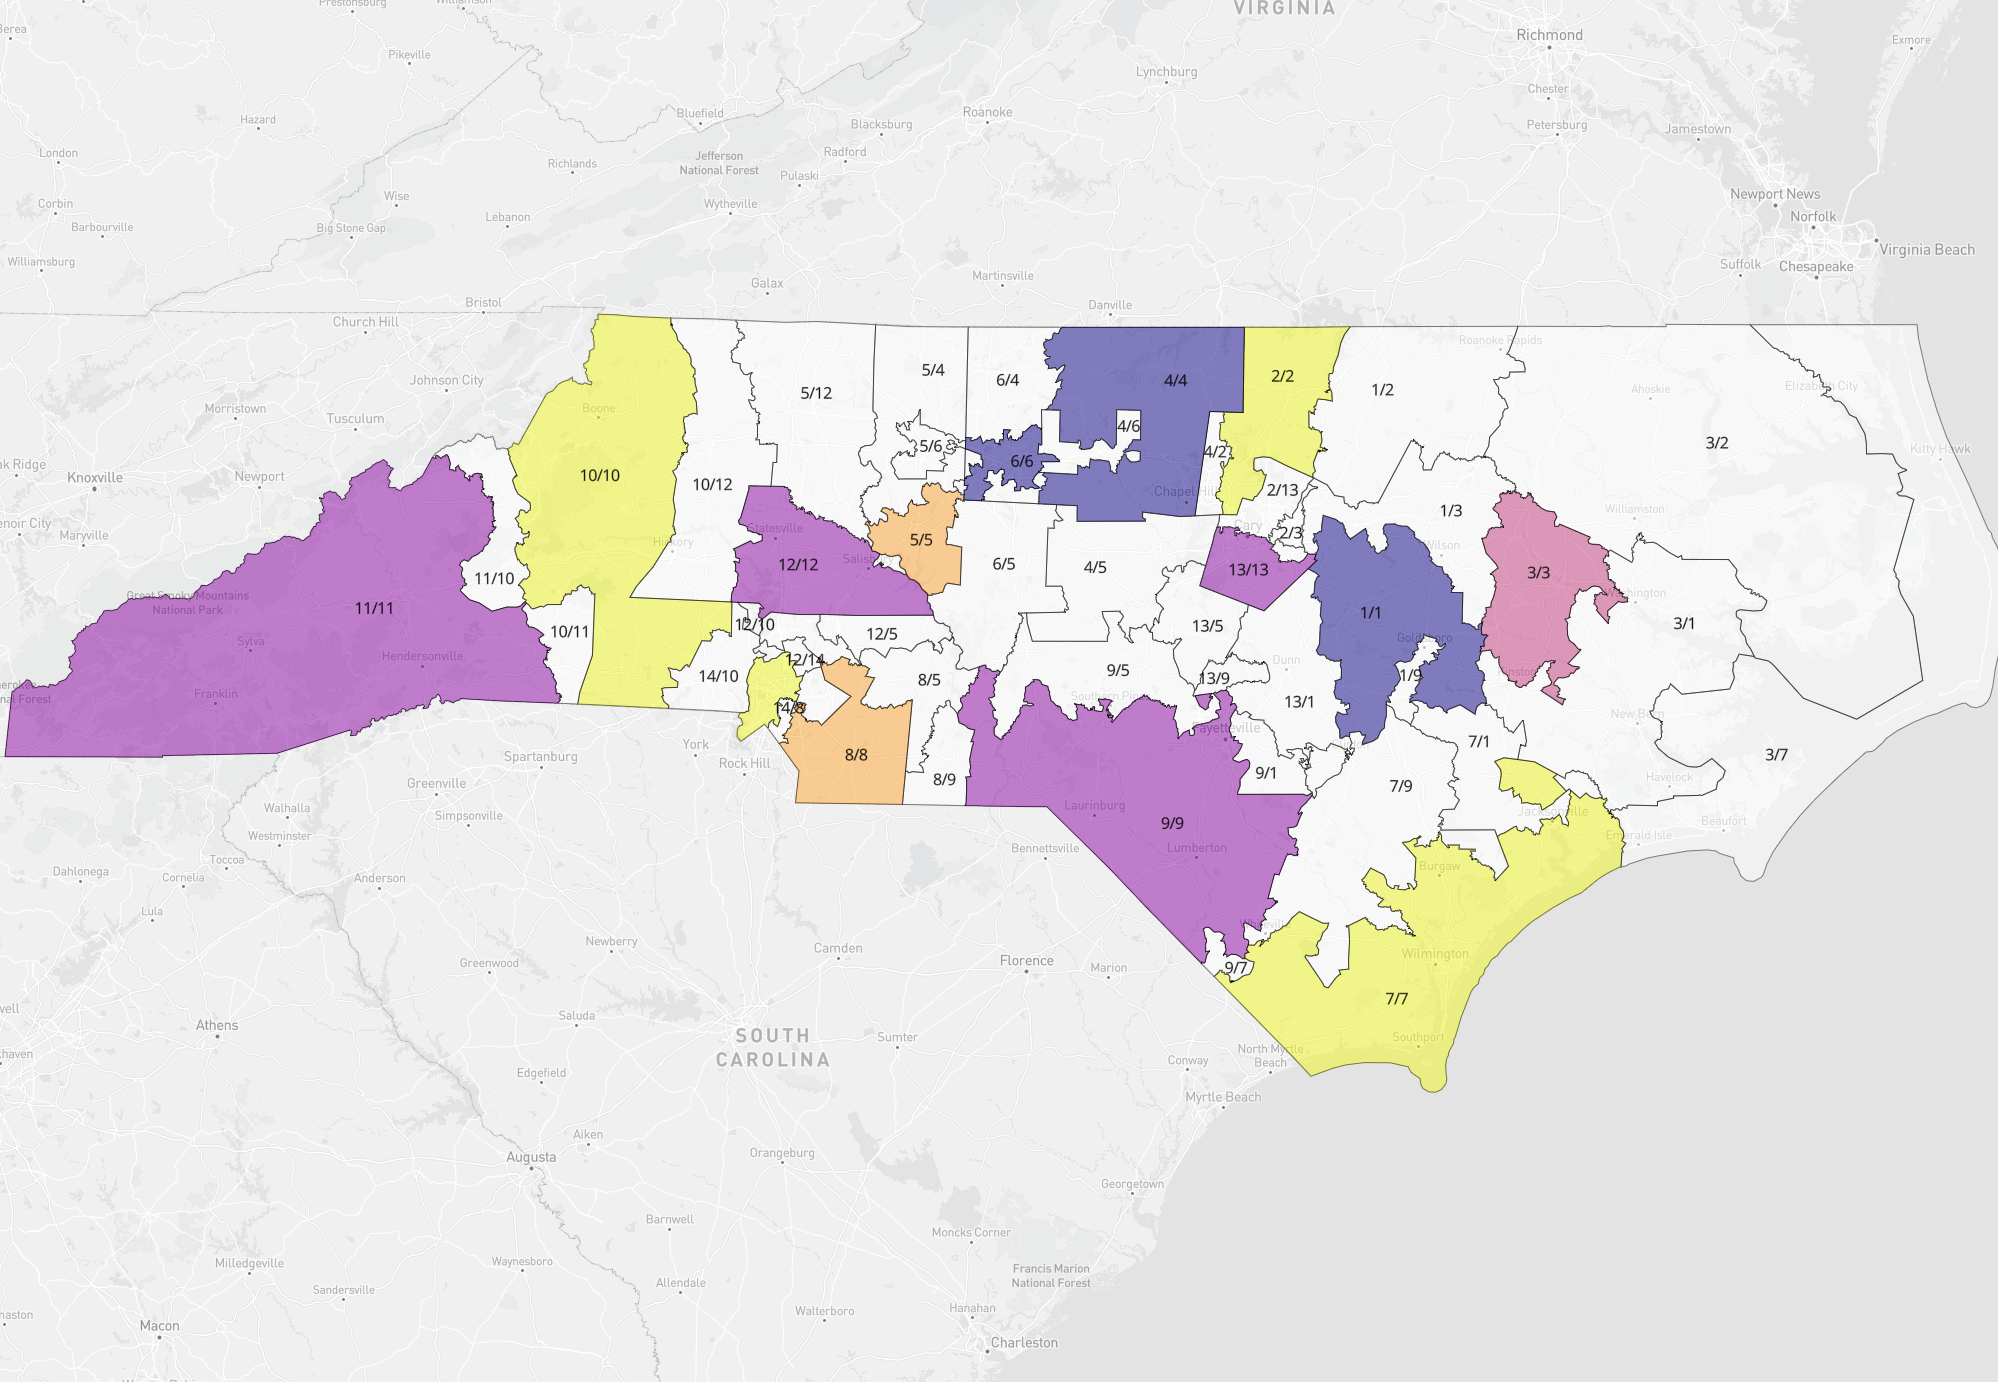 VIRGINIA
Prestonsburg
Williamson
Berea
Richmond
Exmore
Pikeville
Lynchburg
Chester
Hazard
Bluefield
Roanoke
Petersburg
Jamestown
London
Blacksburg
Jefferson
National Forest
Radford
Richlands
Pulaski
Wise
Newport News
Corbin
Wytheville
Norfolk
Lebanon
Barbourville
Big Stone Gap
Virginia Beach
Williamsburg
Suffolk
Chesapeake
Martinsville
Galax
Bristol
Danville
Church Hill
Roanoke Rapids
5/4
6/4
4/4
2/2
Johnson City
5/12
1/2
Ahoskie
Elizabeth City
Morristown
Boone
Tusculum
4/6
3/2
5/6
Kitty Hawk
4/2
6/6
ak Ridge
Knoxville
Newport
10/10
10/12
2/13
Chapel Hill
1/3
Williamston
enoir City
Maryville
Statesville
Cary
2/3
Hickory
5/5
Wilson
Salisb
12/12
6/5
4/5
13/13
3/3
11/10
Great Smoky Mountains
National Park
11/11
Washington
1/1
12/10
10/11
12/5
13/5
3/1
Goldsboro
Sylva
Hendersonville
12/14
Dunn
14/10
8/5
9/5
13/9
1/9
Kinston
erokee
nal Forest
Franklin
Southern Pines
13/1
14/8
New Bern
Fayetteville
York
7/1
Spartanburg
Rock Hill
8/8
3/7
8/9
9/1
7/9
Havelock
Greenville
Walhalla
Laurinburg
Jacksonville
Simpsonville
9/9
Beaufort
Westminster
Emerald Isle
Bennettsville
Lumberton
Toccoa
Burgaw
Dahlonega
Cornelia
Anderson
Lula
Whiteville
Newberry
Camden
Wilmington
Greenwood
Florence
Marion
9/7
7/7
well
Saluda
Athens
SOUTH
CAROLINA
Sumter
Southport
khaven
North Myrtle
Beach
Conway
Edgefield
Myrtle Beach
Aiken
Augusta
Orangeburg
Georgetown
Barnwell
Moncks Corner
Milledgeville
Waynesboro
Francis Marion
National Forest
Allendale
Sandersville
Hanahan
Walterboro
Macon
Charleston